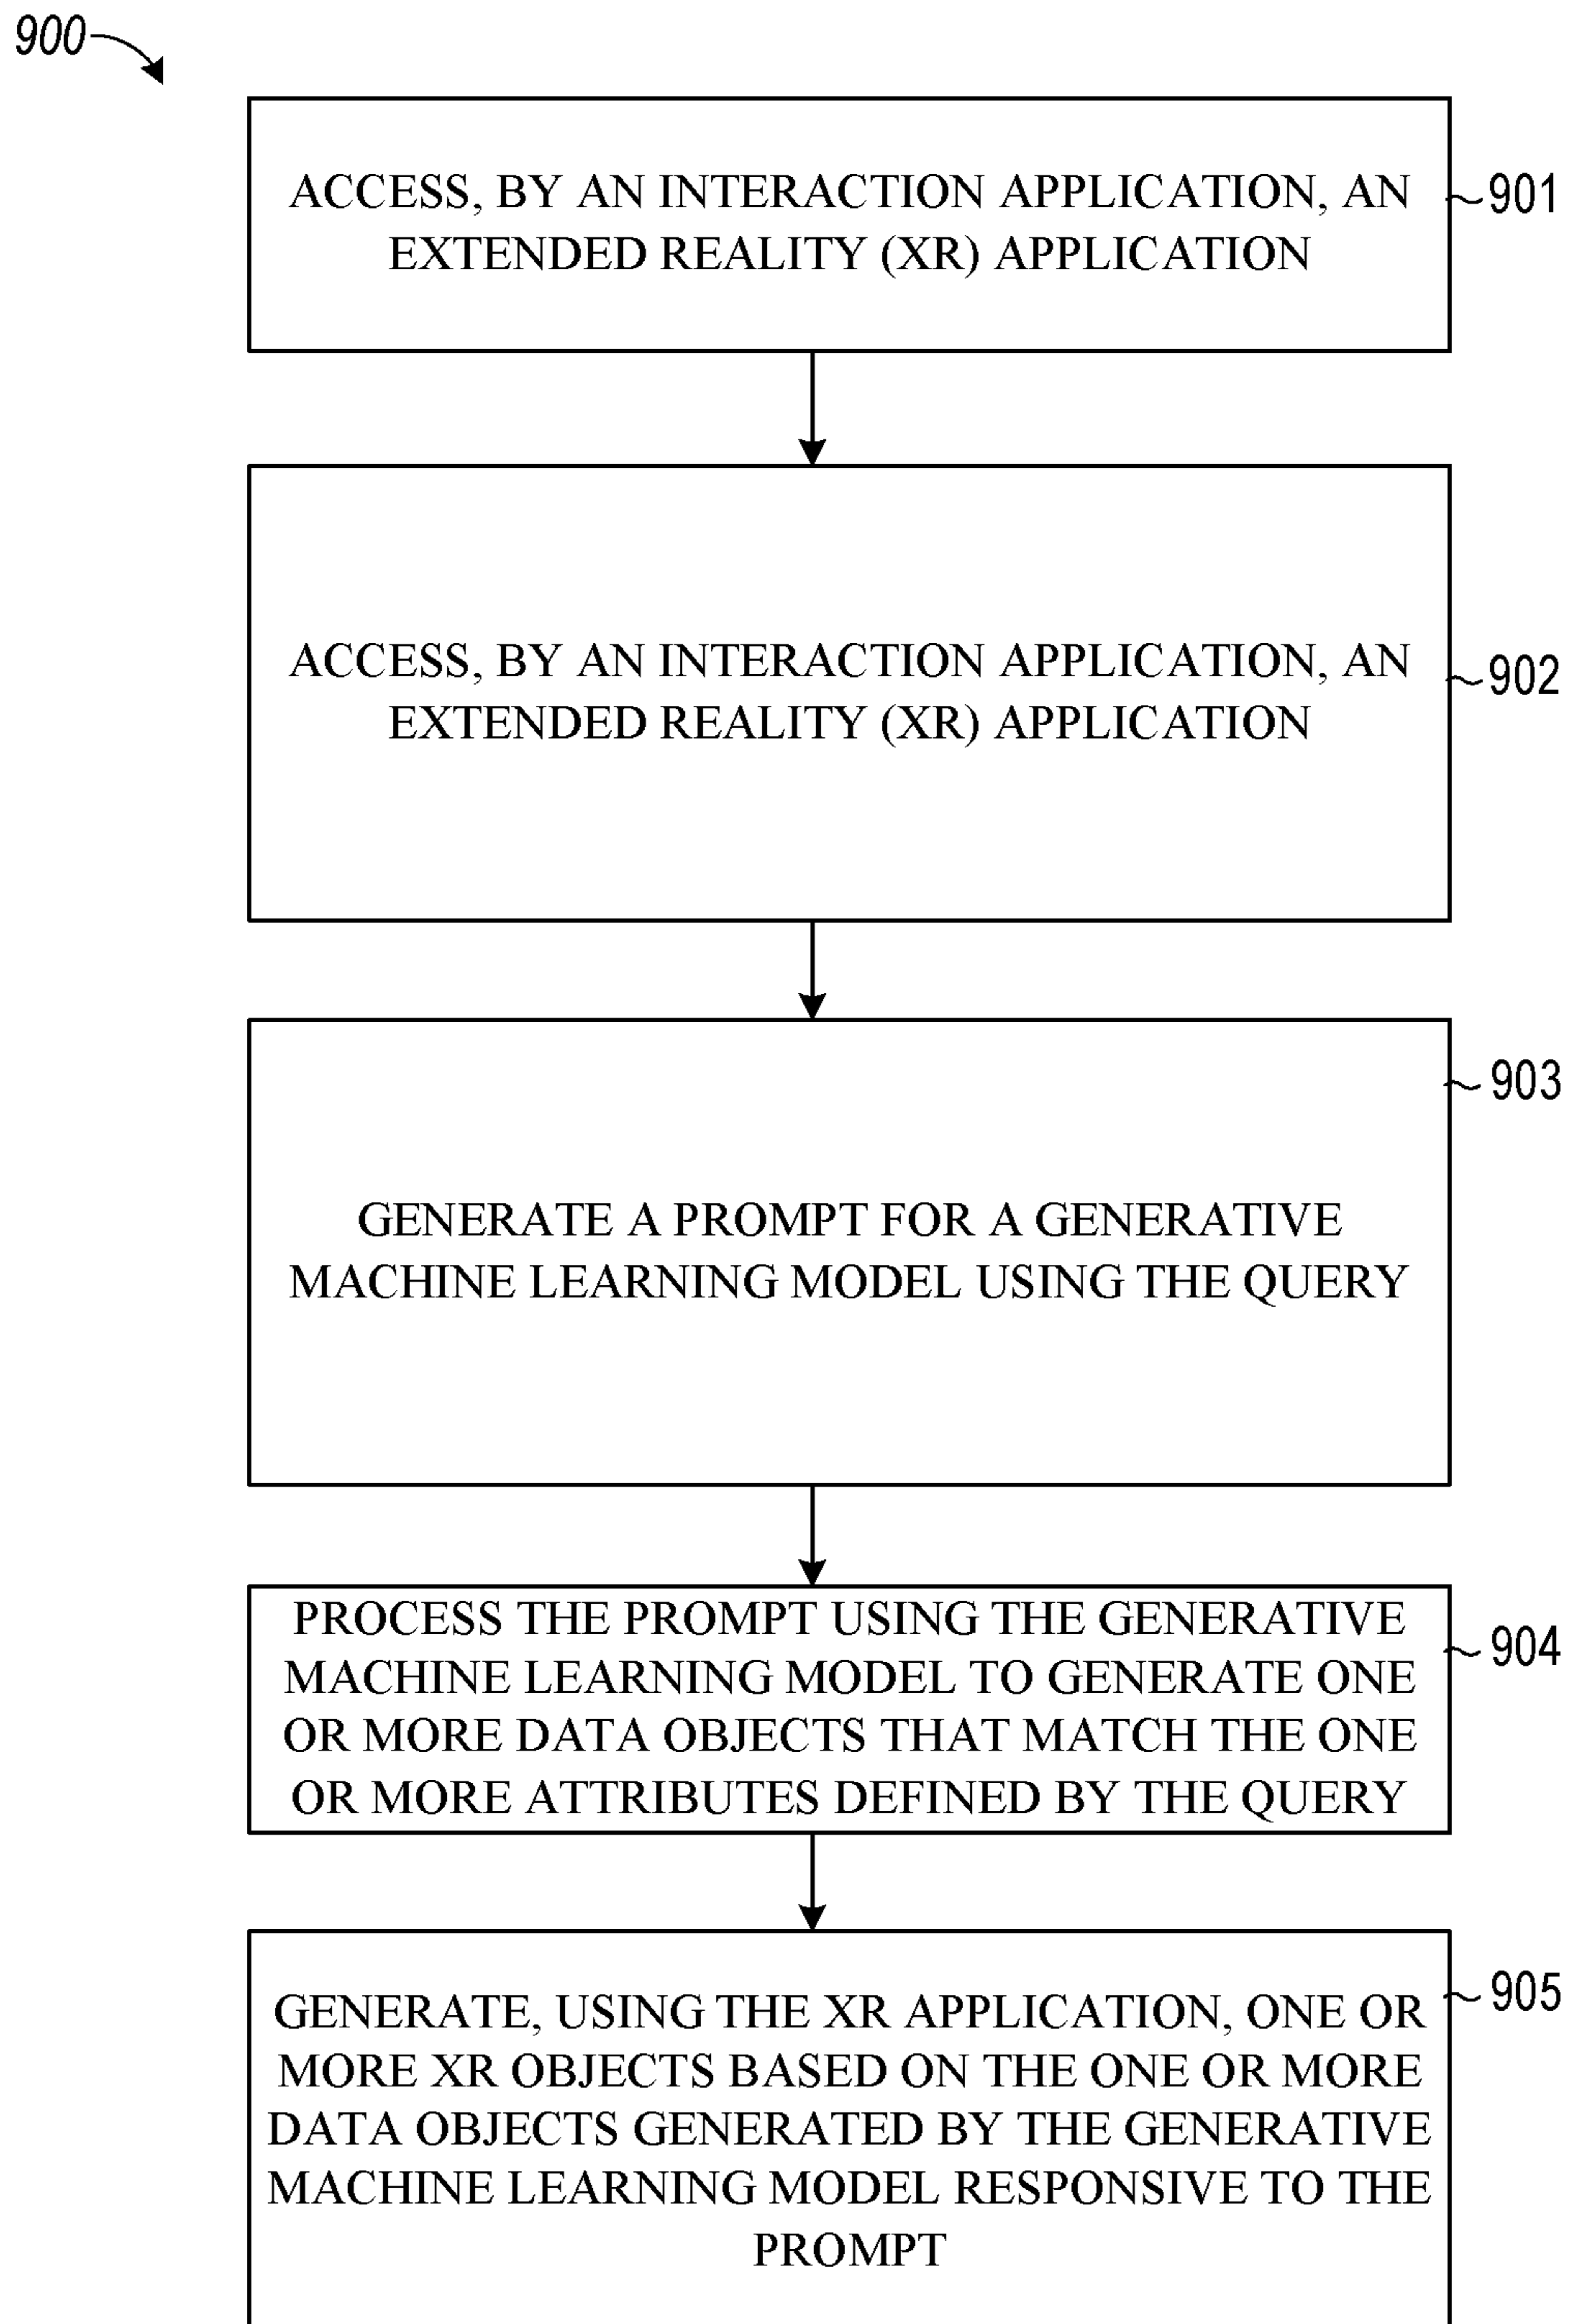 900
ACCESS, BY AN INTERACTION APPLICATION, AN
EXTENDED REALITY (XR) APPLICATION
901
ACCESS, BY AN INTERACTION APPLICATION, AN
EXTENDED REALITY (XR) APPLICATION
902
903
GENERATE A PROMPT FOR A GENERATIVE
MACHINE LEARNING MODEL USING THE QUERY
PROCESS THE PROMPT USING THE GENERATIVE
MACHINE LEARNING MODEL TO GENERATE ONE
OR MORE DATA OBJECTS THAT MATCH THE ONE
OR MORE ATTRIBUTES DEFINED BY THE QUERY
904
GENERATE, USING THE XR APPLICATION, ONE OR
MORE XR OBJECTS BASED ON THE ONE OR MORE
DATA OBJECTS GENERATED BY THE GENERATIVE
MACHINE LEARNING MODEL RESPONSIVE TO THE
PROMPT
905